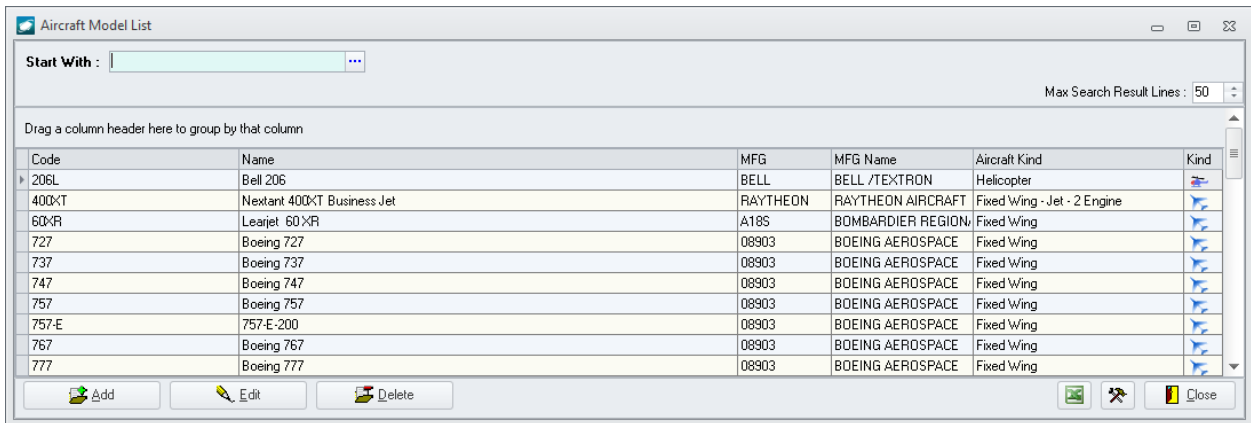 Aircraft Model List
Start With :
Max Search Result Lines : 50
Drag a column header here to group by that column
Code Name MFG MFG Name Aircraft Kind Kind
206L Bell 206 BELL BELL /TEXTRON Helicopter
400XT Nextant 400XT Business Jet RAYTHEON RAYTHEON AIRCRAFT Fixed Wing - Jet - 2 Engine
60XR Learjet 60 XR A18S BOMBARDIER REGION Fixed Wing
727 Boeing 727 08903 BOEING AEROSPACE Fixed Wing
737 Boeing 737 08903 BOEING AEROSPACE Fixed Wing
747 Boeing 747 08903 BOEING AEROSPACE Fixed Wing
757 Boeing 757 08903 BOEING AEROSPACE Fixed Wing
757-E 757-E-200 08903 BOEING AEROSPACE Fixed Wing
767 Boeing 767 08903 BOEING AEROSPACE Fixed Wing
777 Boeing 777 08903 BOEING AEROSPACE Fixed Wing
Add Edit Delete Close